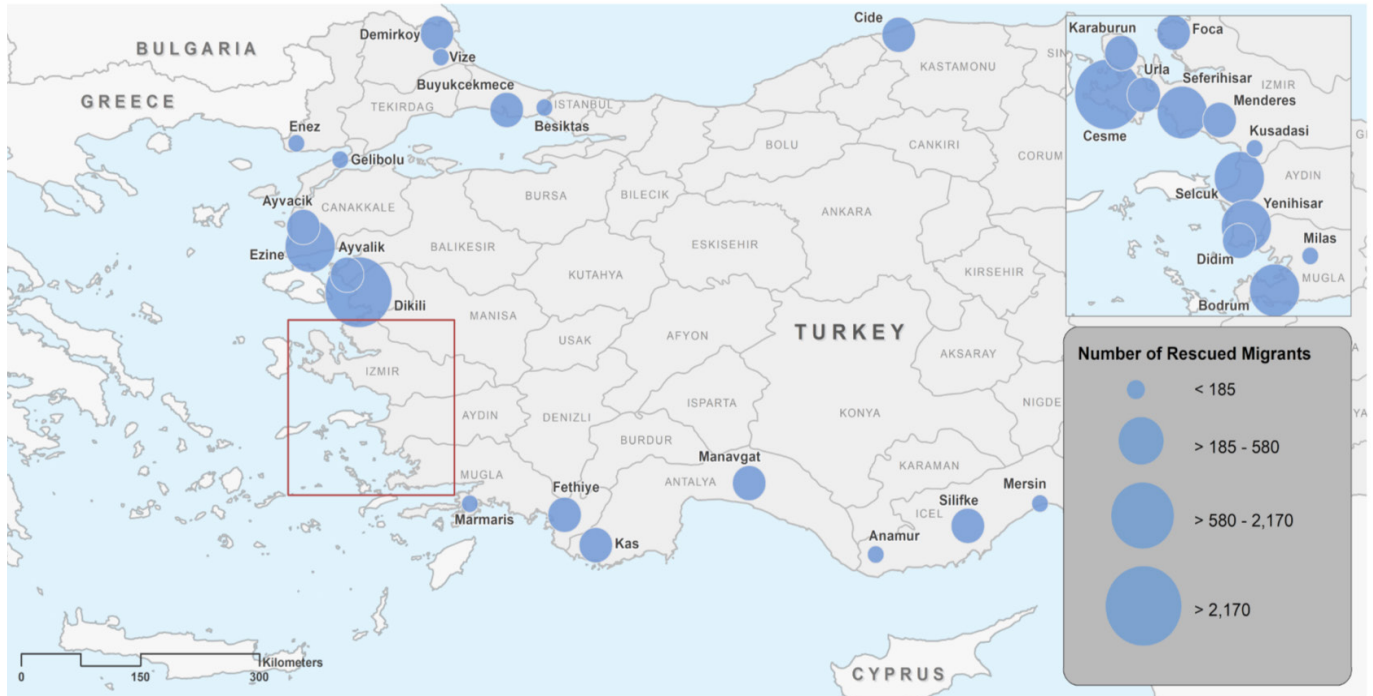 BULGARIA
GREECE
TURKEY
CYPRUS
Demirkoy
Vize
Buyukcekmece
Besiktas
ISTANBUL
TEKIRDAG
Enez
Gelibolu
Cide
KASTAMONU
SIN
BOLU
CANKIRI
CORUM
Ayvacik
CANAKKALE
BURSA
BILECIK
ANKARA
Ezine
Ayvalik
BALIKESIR
ESKISEHIR
KUTAHYA
KIRSEHIR
Dikili
MANISA
USAK
AFYON
AKSARAY
IZMIR
AYDIN
DENIZLI
ISPARTA
KONYA
NIGDE
BURDUR
MUGLA
Manavgat
ANTALYA
KARAMAN
Fethiye
Marmaris
Kas
Silifke
ICEL
Mersin
Anamur
Karaburun
Foca
Urla
Seferihisar
IZMIR
Menderes
Cesme
Kusadasi
AYDIN
Selcuk
Yenihisar
Milas
Didim
MUGLA
Bodrum
Number of Rescued Migrants
< 185
> 185 - 580
> 580 - 2,170
> 2,170
Kilometers
0 150 300